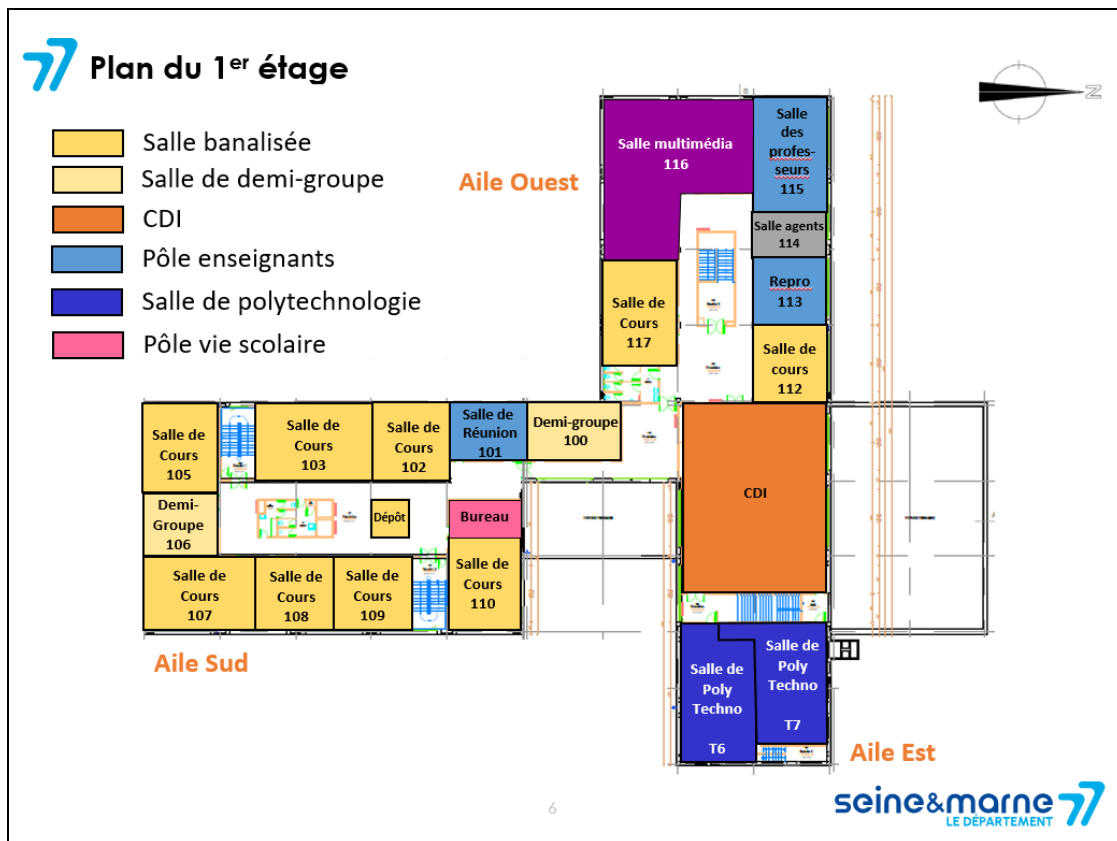 77 Plan du 1er étage
N
Salle banalisée
Salle de demi-groupe
CDI
Pôle enseignants
Salle de polytechnologie
Pôle vie scolaire
Aile Ouest
Salle multimédia
116
Salle
des
profes-
seurs
115
Salle agents
114
Repro
113
Salle de
Cours
117
Salle de
cours
112
Salle de
Cours
105
Salle de
Cours
103
Salle de
Cours
102
Salle de
Réunion
101
Demi-groupe
100
CDI
Demi-
Groupe
106
Dépôt
Bureau
Salle de
Cours
107
Salle de
Cours
108
Salle de
Cours
109
Salle de
Cours
110
Aile Sud
Salle de
Poly
Techno
T6
Salle de
Poly
Techno
T7
Aile Est
6
seine&marne 77
LE DÉPARTEMENT